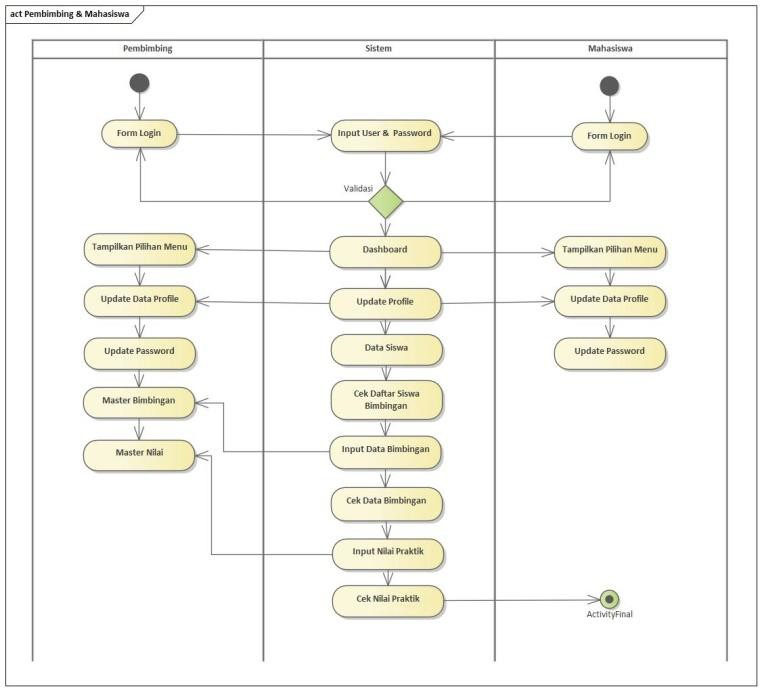 act Pembimbing & Mahasiswa
Pembimbing
Sistem
Mahasiswa
Form Login
Input User & Password
Form Login
Validasi
Tampilkan Pilihan Menu
Dashboard
Tampilkan Pilihan Menu
Update Data Profile
Update Profile
Update Data Profile
Update Password
Data Siswa
Update Password
Master Bimbingan
Cek Daftar Siswa
Bimbingan
Master Nilai
Input Data Bimbingan
Cek Data Bimbingan
Input Nilai Praktik
Cek Nilai Praktik
ActivityFinal